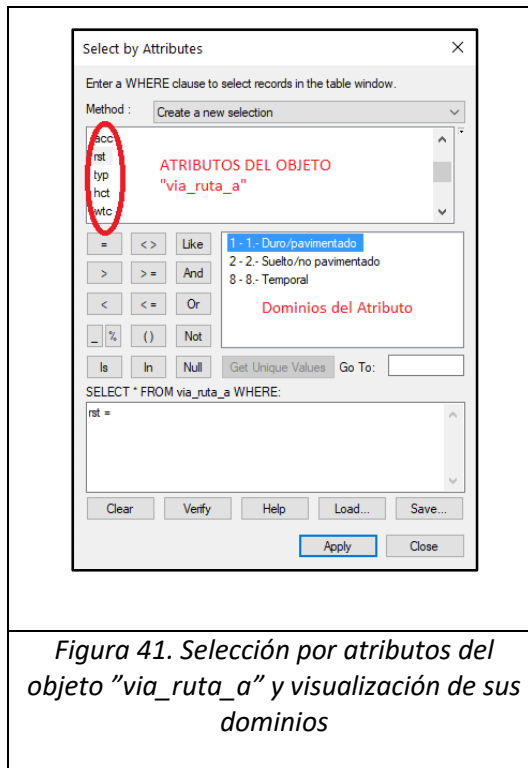 Select by Attributes
Enter a WHERE clause to select records in the table window.
Method : Create a new selection
acc
rst
typ
hct
wtc
ATRIBUTOS DEL OBJETO
"via_ruta_a"
= <> Like
> >= And
< <= Or
_ % () Not
Is In Null
1 - 1.- Duro/pavimentado
2 - 2.- Suelto/no pavimentado
8 - 8.- Temporal
Dominios del Atributo
Get Unique Values Go To:
SELECT * FROM via_ruta_a WHERE:
rst =
Clear Verify Help Load... Save...
Apply Close
Figura 41. Selección por atributos del
objeto ”via_ruta_a” y visualización de sus
dominios